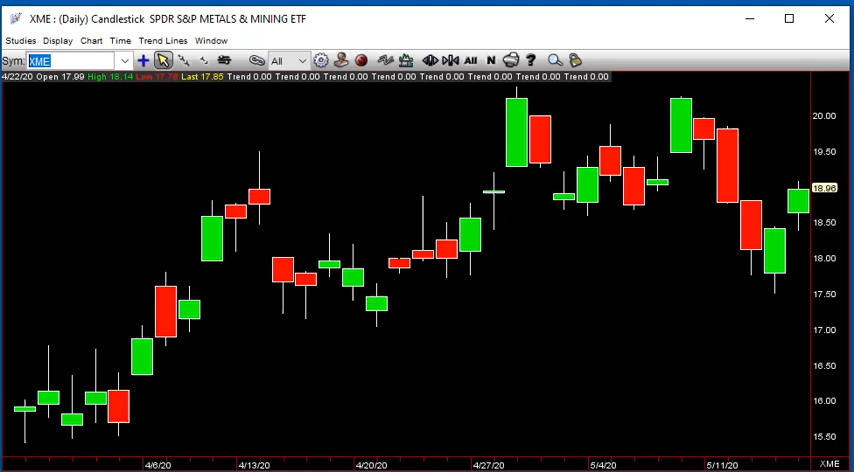 XME : (Daily) Candlestick  SPDR S&P METALS & MINING ETF
Studies Display Chart Time Trend Lines Window
Sym: XME All All N ?
4/22/20 Open 17.99 High 18.14 Low 17.78 Last 17.85 Trend 0.00 Trend 0.00 Trend 0.00 Trend 0.00 Trend 0.00 Trend 0.00 Trend 0.00 Trend 0.00
20.00
19.50
18.96
18.50
18.00
17.50
17.00
16.50
16.00
15.50
4/6/20 4/13/20 4/20/20 4/27/20 5/4/20 5/11/20 XME